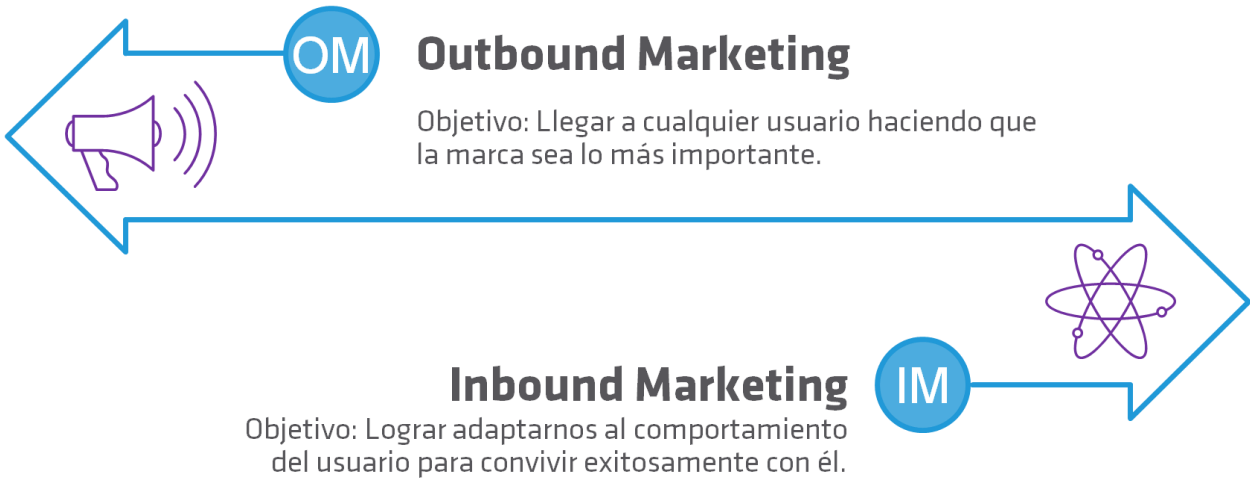 OM
Outbound Marketing
Objetivo: Llegar a cualquier usuario haciendo que
la marca sea lo más importante.
Inbound Marketing
IM
Objetivo: Lograr adaptarnos al comportamiento
del usuario para convivir exitosamente con él.